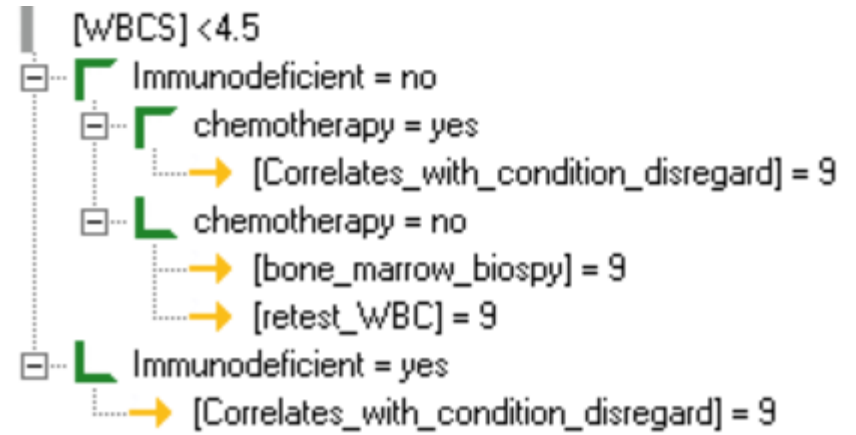 [WBCS] <4.5
Immunodeficient = no
chemotherapy = yes
[Correlates_with_condition_disregard] = 9
chemotherapy = no
[bone_marrow_biospy] = 9
[retest_WBC] = 9
Immunodeficient = yes
[Correlates_with_condition_disregard] = 9